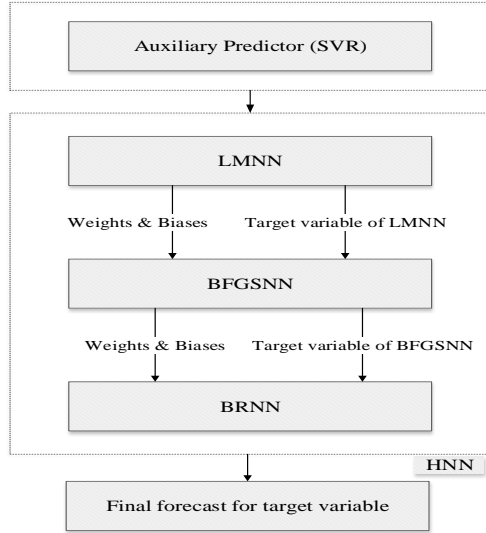 Auxiliary Predictor (SVR)
LMNN
Weights & Biases
Target variable of LMNN
BFGSNN
Weights & Biases
Target variable of BFGSNN
BRNN
HNN
Final forecast for target variable